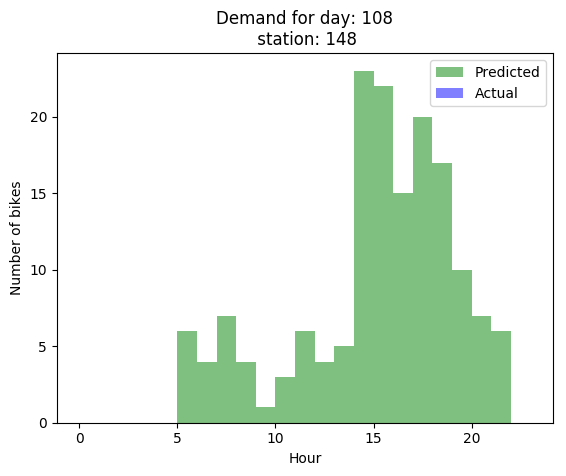 Demand for day: 108
station: 148
Predicted
Actual
Number of bikes
20
15
10
5
0
0
5
10
15
20
Hour